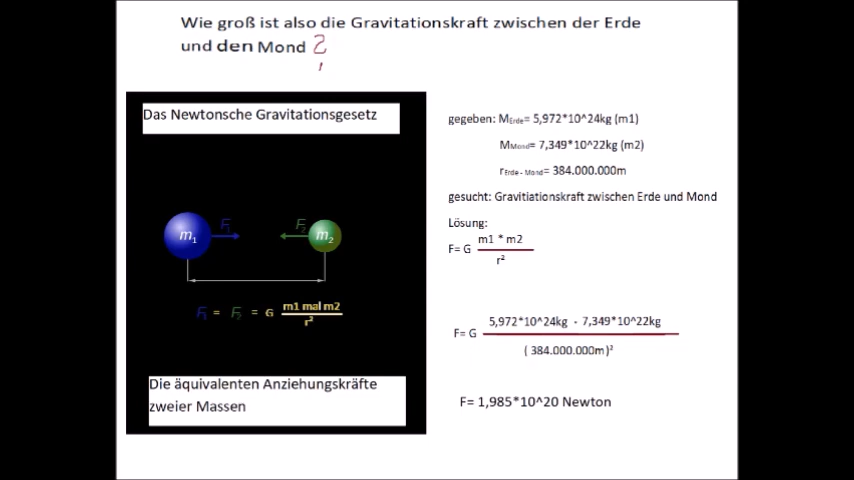 Wie groß ist also die Gravitationskraft zwischen der Erde
und den Mond ?
Das Newtonsche Gravitationsgesetz
m1 F1 F2 m2
F1 = F2 = G m1 mal m2
r²
Die äquivalenten Anziehungskräfte
zweier Massen
gegeben: MErde= 5,972*10^24kg (m1)
MMond= 7,349*10^22kg (m2)
rErde - Mond= 384.000.000m
gesucht: Gravitiationskraft zwischen Erde und Mond
Lösung:
F= G m1 * m2
r²
F= G 5,972*10^24kg * 7,349*10^22kg
( 384.000.000m)²
F= 1,985*10^20 Newton